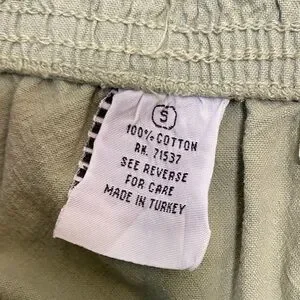 S
100% COTTON
RN. 71537
SEE REVERSE
FOR CARE
MADE IN TURKEY